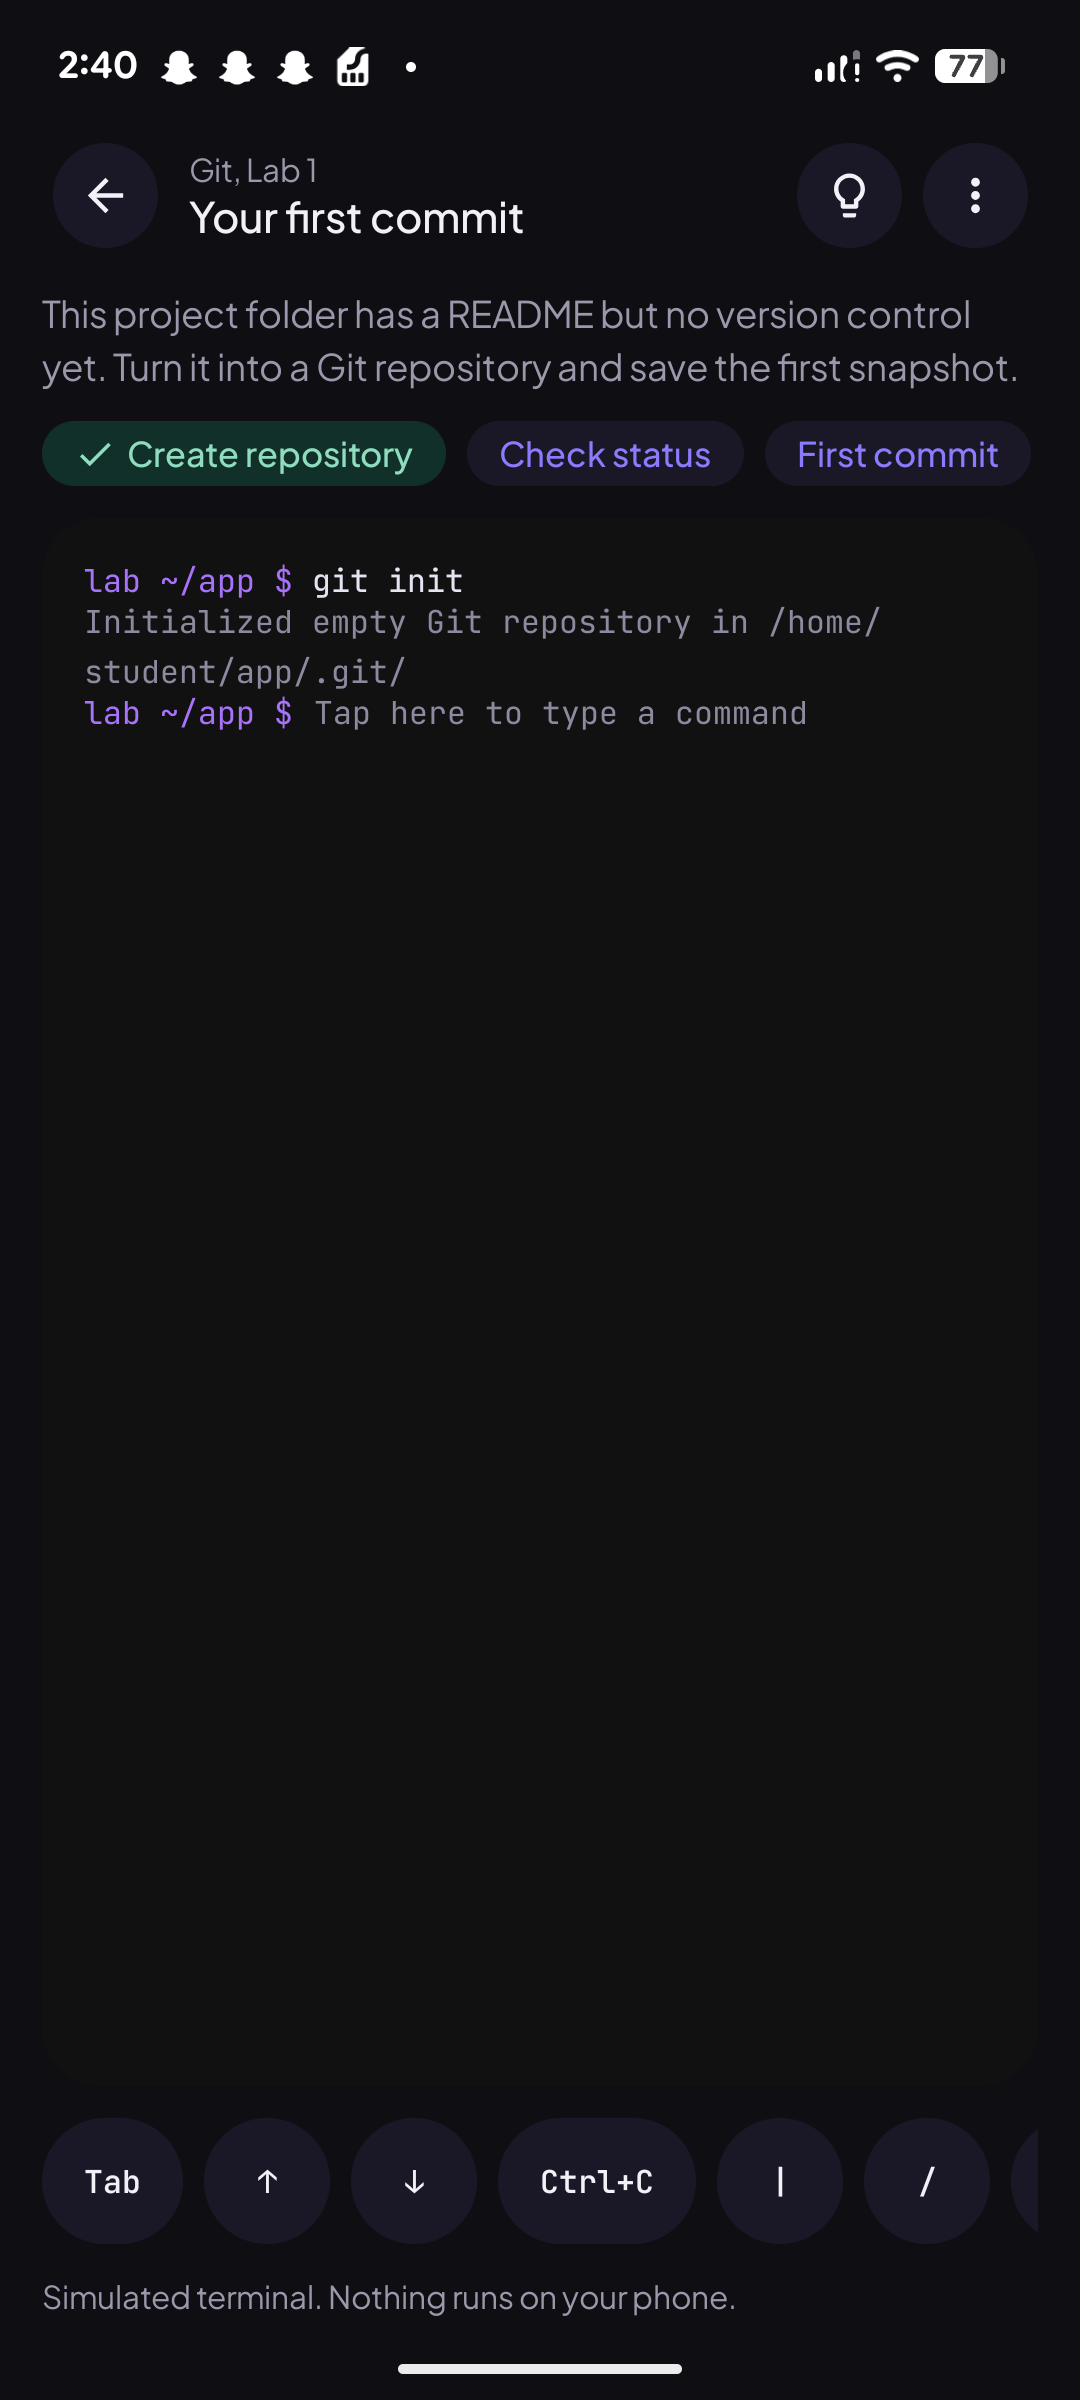 2:40
77
Git, Lab 1
Your first commit
This project folder has a README but no version control
yet. Turn it into a Git repository and save the first snapshot.
Create repository
Check status
First commit
lab ~/app $ git init
Initialized empty Git repository in /home/
student/app/.git/
lab ~/app $ Tap here to type a command
Tab
↑
↓
Ctrl+C
|
/
Simulated terminal. Nothing runs on your phone.